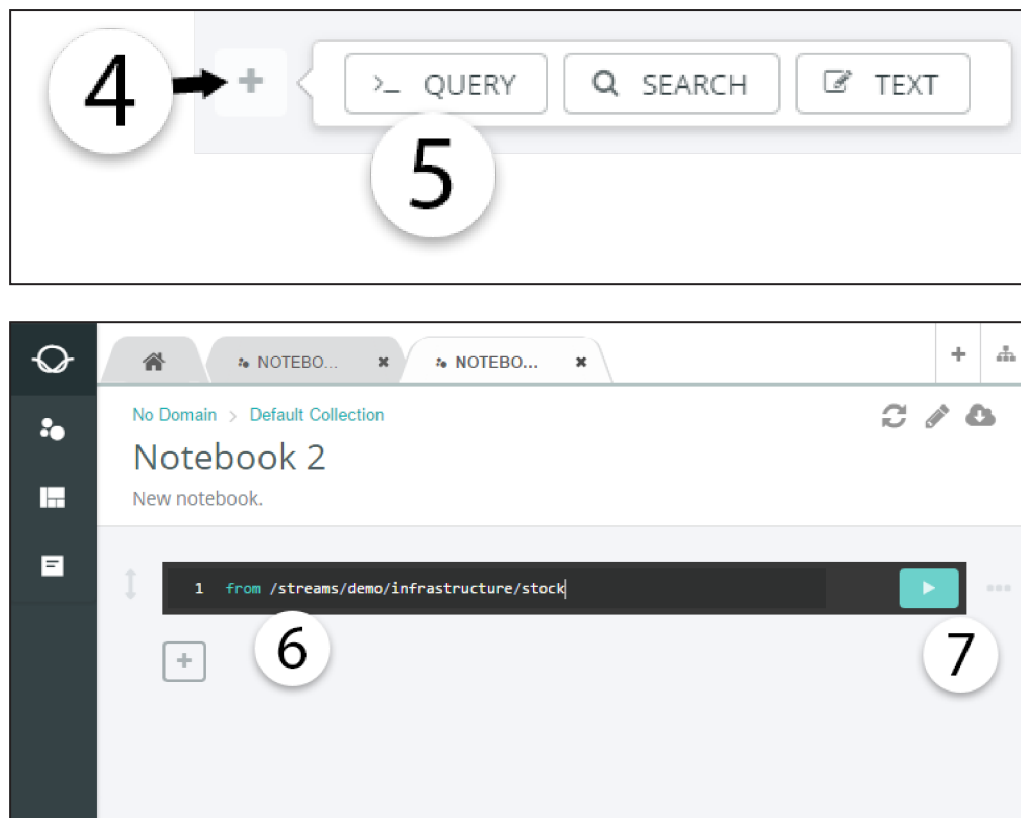 4 + >_ QUERY SEARCH TEXT
5
NOTEBO... × NOTEBO... × +
No Domain > Default Collection
Notebook 2
New notebook.
1 from /streams/demo/infrastructure/stock
+ 6 7